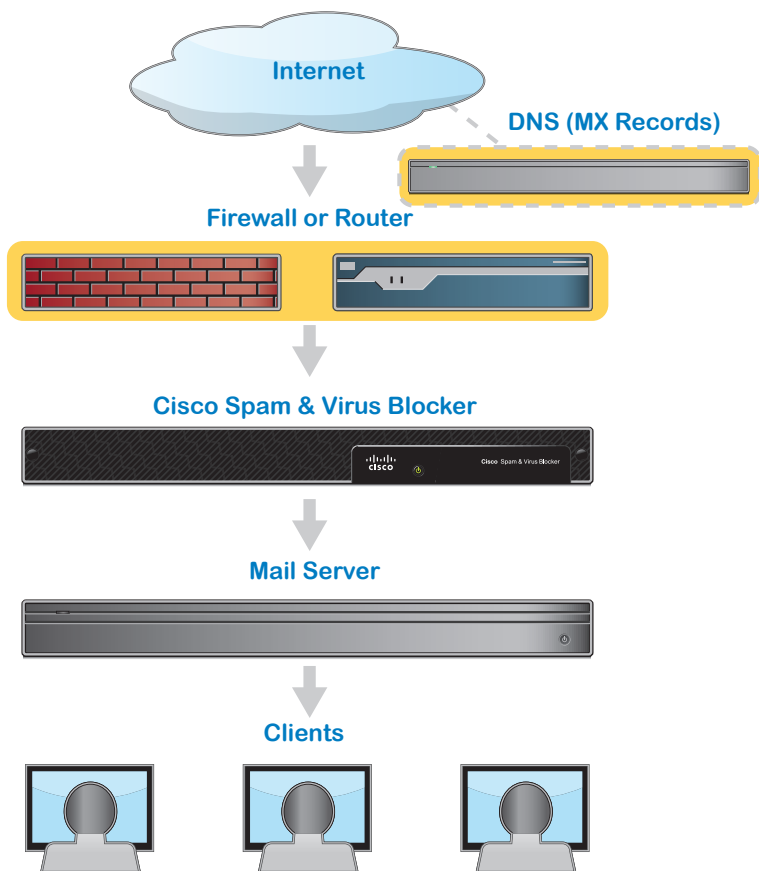 Internet
DNS (MX Records)
Firewall or Router
Cisco Spam & Virus Blocker
cisco
Cisco Spam & Virus Blocker
Mail Server
Clients